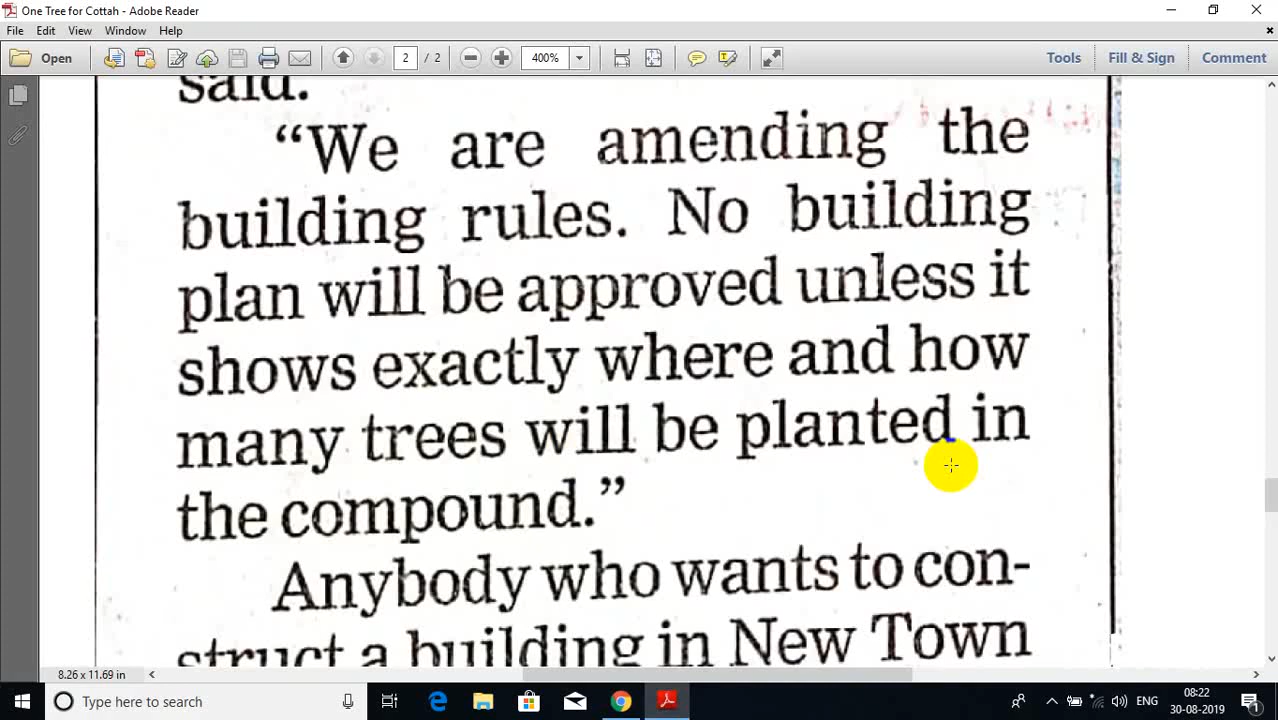 One Tree for Cottah - Adobe Reader
File Edit View Window Help
Open 2 / 2 400% Tools Fill & Sign Comment
said.
“We are amending the
building rules. No building
plan will be approved unless it
shows exactly where and how
many trees will be planted in
the compound.”
Anybody who wants to con-
struct a building in New Town
8.26 x 11.69 in
Type here to search
ENG
08:22
30-08-2019
1